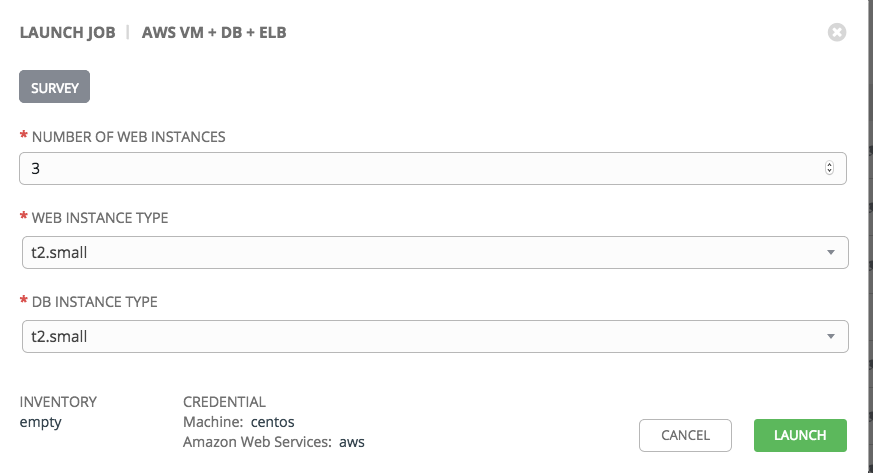 LAUNCH JOB | AWS VM + DB + ELB
SURVEY
* NUMBER OF WEB INSTANCES
3
* WEB INSTANCE TYPE
t2.small
* DB INSTANCE TYPE
t2.small
INVENTORY
empty
CREDENTIAL
Machine: centos
Amazon Web Services: aws
CANCEL
LAUNCH